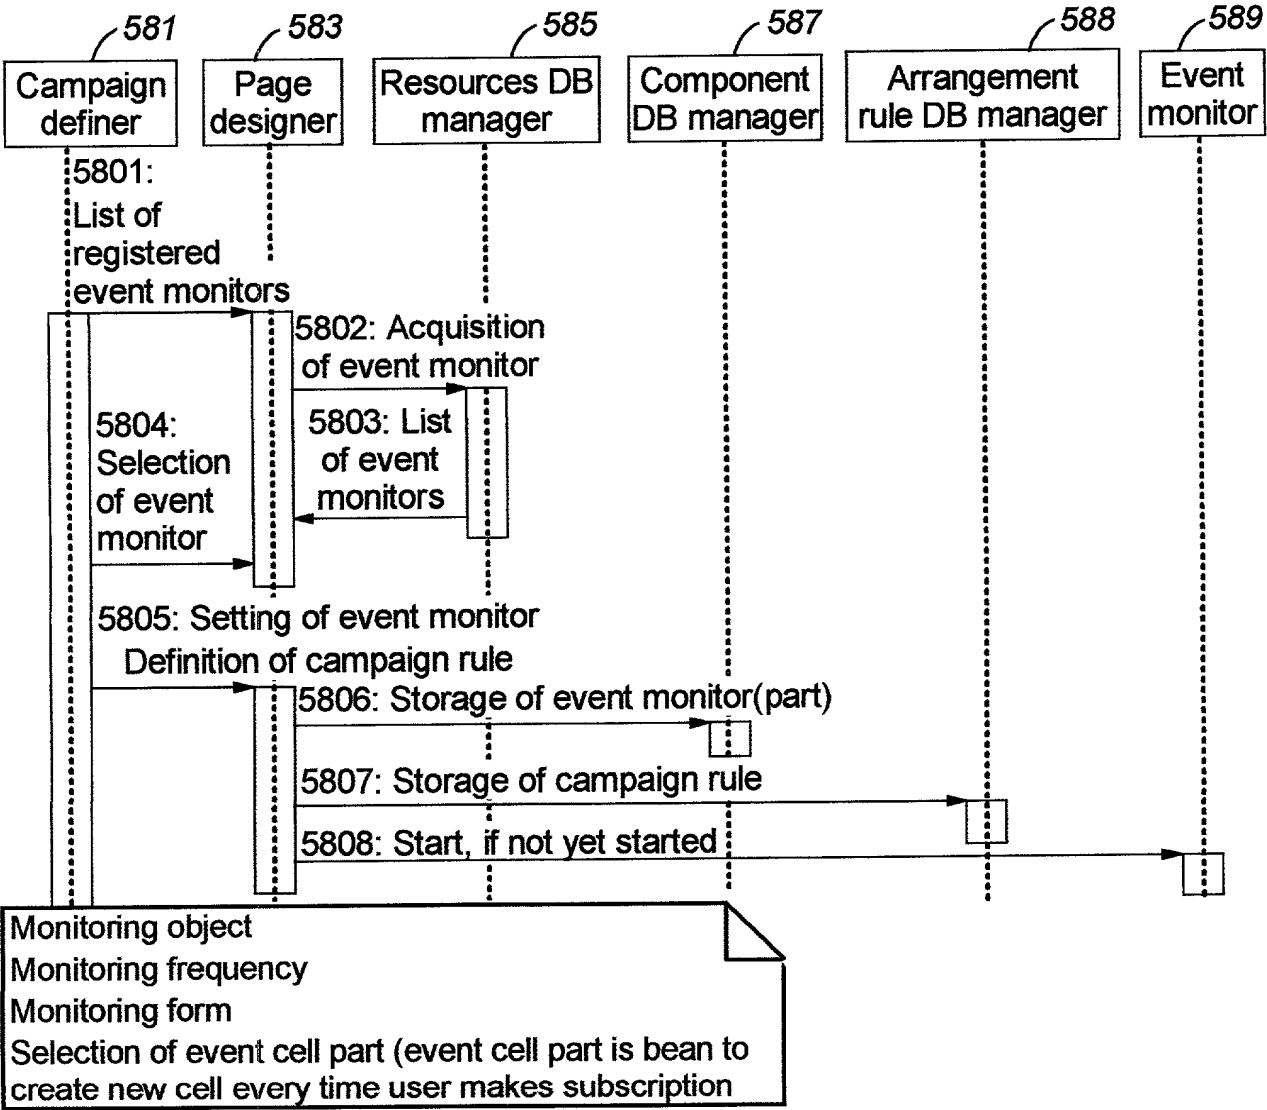 581
583
585
587
588
589
Campaign
definer
Page
designer
Resources DB
manager
Component
DB manager
Arrangement
rule DB manager
Event
monitor
5801:
List of
registered
event monitors
5802: Acquisition
of event monitor
5803: List
of event
monitors
5804:
Selection
of event
monitor
5805: Setting of event monitor
Definition of campaign rule
5806: Storage of event monitor(part)
5807: Storage of campaign rule
5808: Start, if not yet started
Monitoring object
Monitoring frequency
Monitoring form
Selection of event cell part (event cell part is bean to
create new cell every time user makes subscription